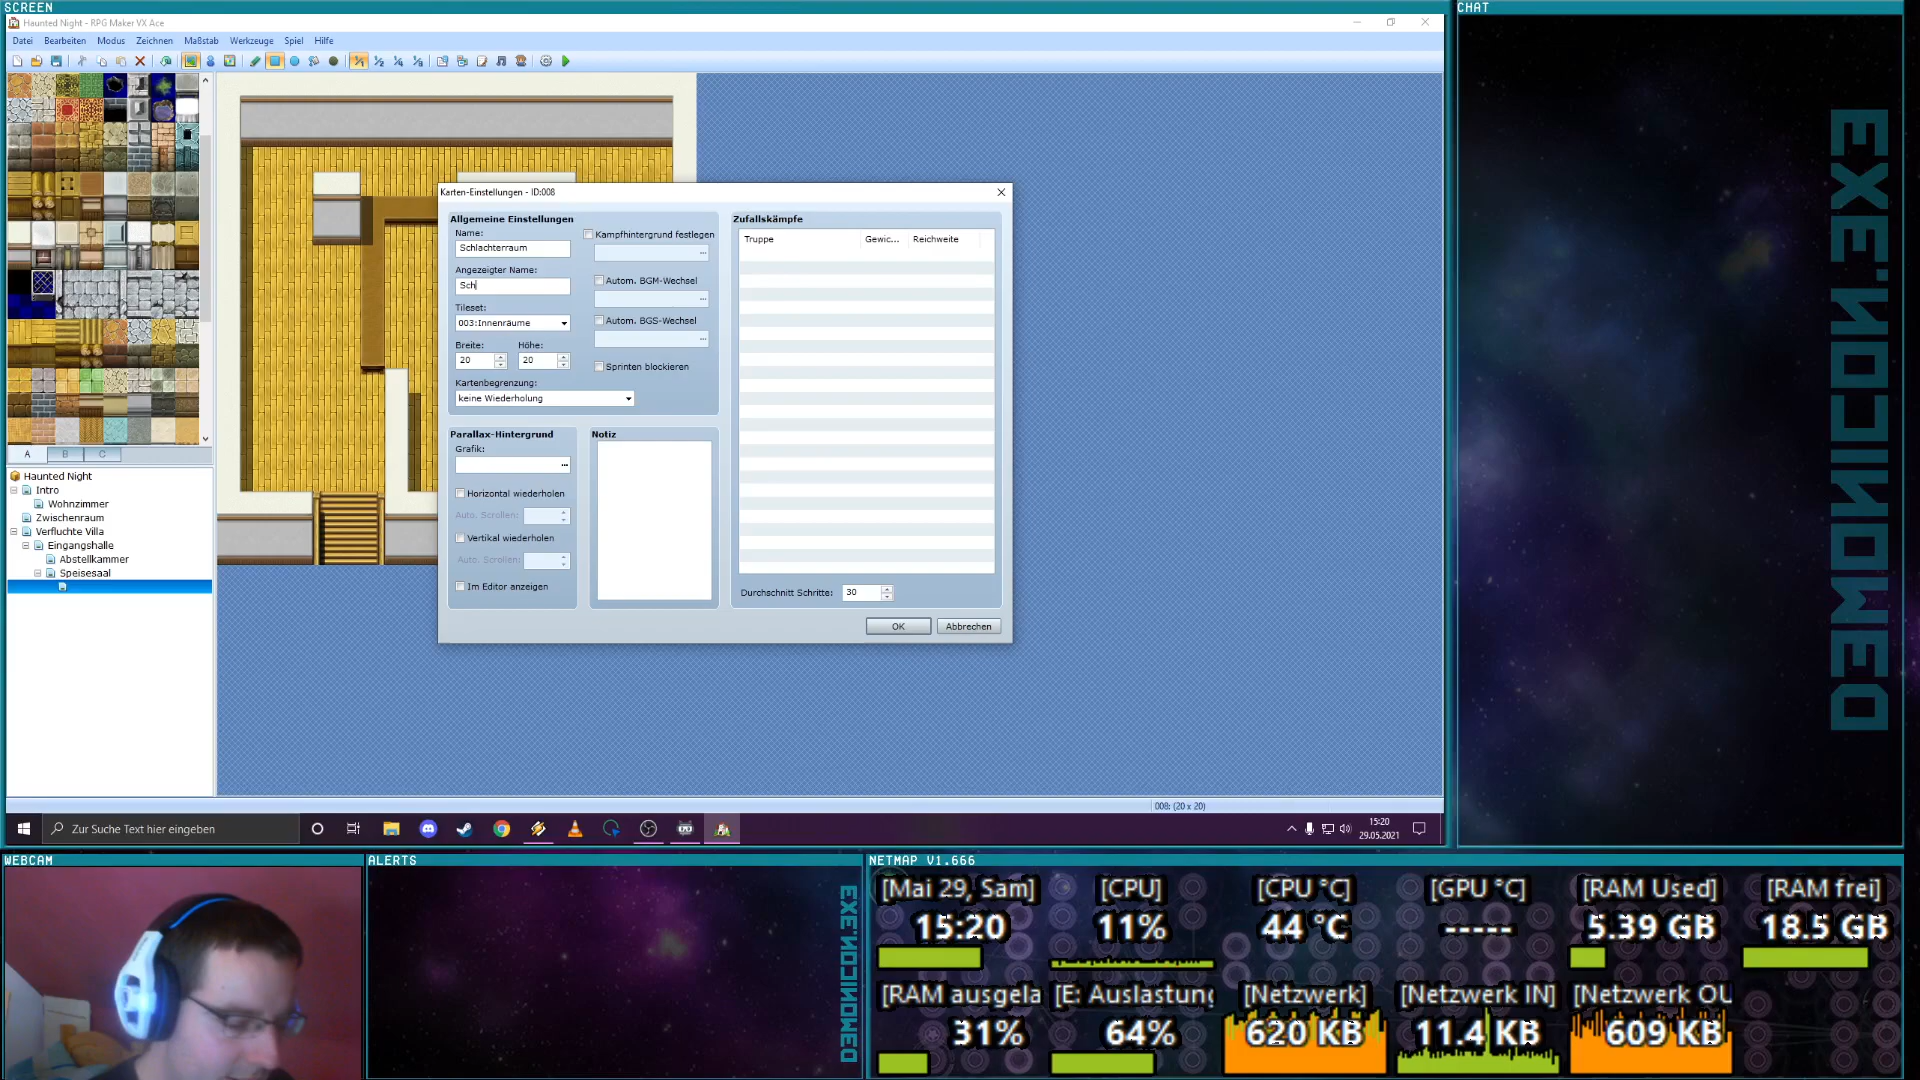 SCREEN
CHAT
Haunted Night - RPG Maker VX Ace
Datei Bearbeiten Modus Zeichnen Maßstab Werkzeuge Spiel Hilfe
Karten-Einstellungen - ID:008
Allgemeine Einstellungen
Name:
Schlachterraum
Angezeigter Name:
Sch
Tileset:
003:Innenräume
Breite: Höhe:
20 20
Kartenbegrenzung:
keine Wiederholung
Kampfhintergrund festlegen
Autom. BGM-Wechsel
Autom. BGS-Wechsel
Sprinten blockieren
Parallax-Hintergrund
Grafik:
Horizontal wiederholen
Auto. Scrollen:
Vertikal wiederholen
Auto. Scrollen:
Im Editor anzeigen
Notiz
Zufallskämpfe
Truppe Gewic... Reichweite
Durchschnitt Schritte: 30
OK Abbrechen
A B C
Haunted Night
Intro
Wohnzimmer
Zwischenraum
Verfluchte Villa
Eingangshalle
Abstellkammer
Speisesaal
008: (20 x 20)
Zur Suche Text hier eingeben
15:20
29.05.2021
EXE.NOCINOMEO
WEBCAM
ALERTS
EXE.NOCINOMEO
NETMAP V1.666
[Mai 29, Sam] [CPU] [CPU °C] [GPU °C] [RAM Used] [RAM frei]
15:20 11% 44 °C ----- 5.39 GB 18.5 GB
[RAM ausgela [E: Auslastung [Netzwerk] [Netzwerk IN] [Netzwerk OU
31% 64% 620 KB 11.4 KB 609 KB